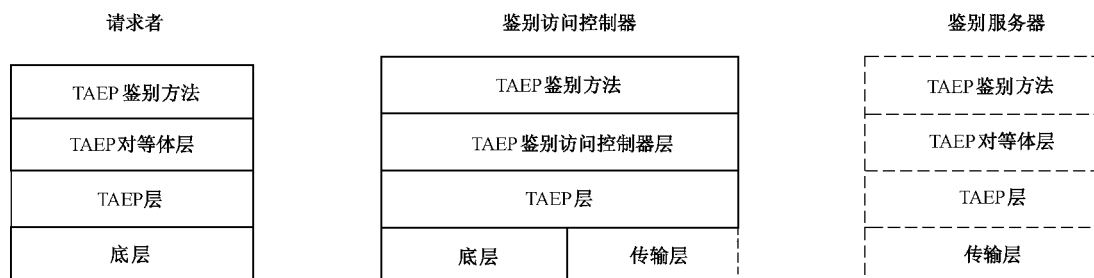 请求者
鉴别访问控制器
鉴别服务器
TAEP鉴别方法
TAEP对等体层
TAEP层
底层
TAEP鉴别方法
TAEP鉴别访问控制器层
TAEP层
底层
传输层
TAEP鉴别方法
TAEP对等体层
TAEP层
传输层